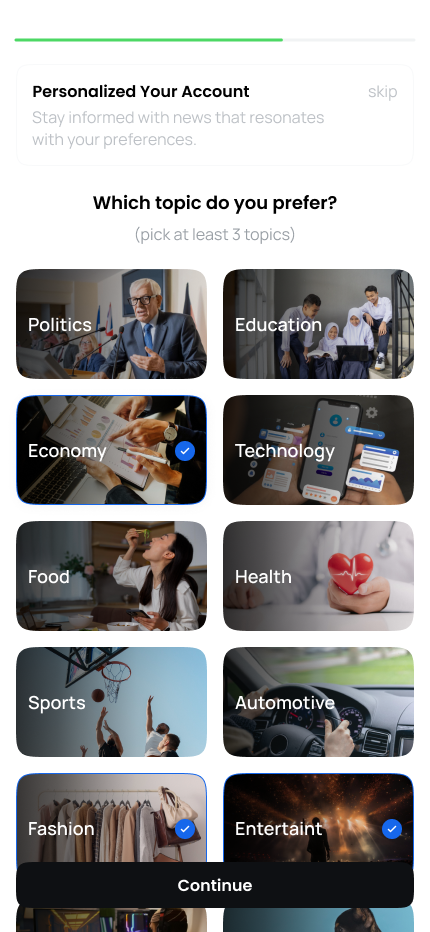 Personalized Your Account
skip
Stay informed with news that resonates
with your preferences.
Which topic do you prefer?
(pick at least 3 topics)
Politics
Education
Economy
Technology
Food
Health
Sports
Automotive
Fashion
Entertaint
Continue